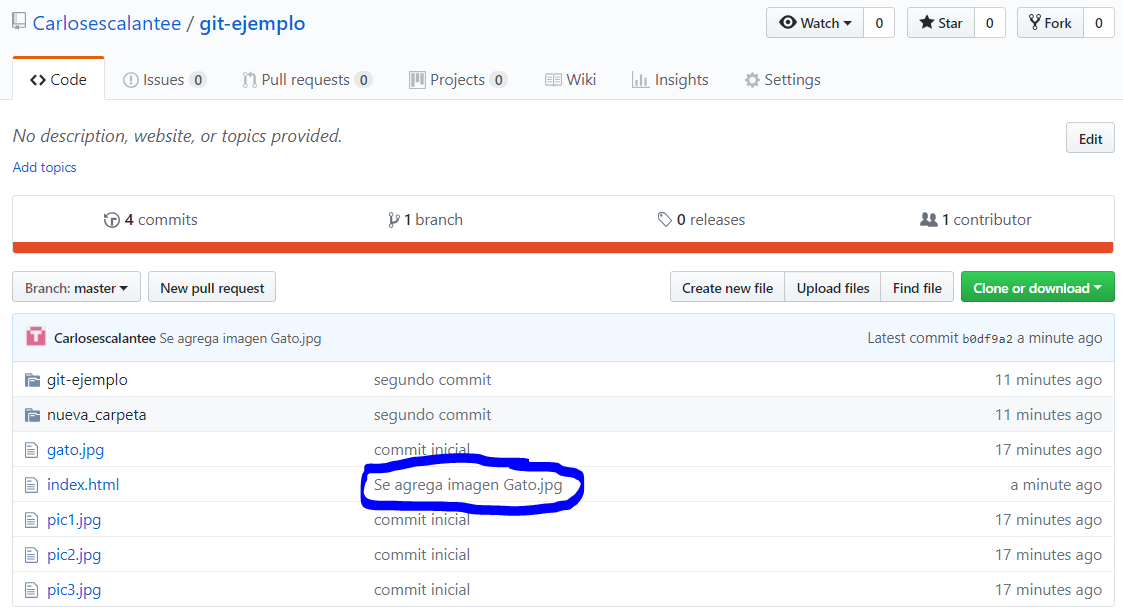 Carlosescalantee / git-ejemplo
Watch 0 Star 0 Fork 0
Code Issues 0 Pull requests 0 Projects 0 Wiki Insights Settings
No description, website, or topics provided.
Edit
Add topics
4 commits 1 branch 0 releases 1 contributor
Branch: master New pull request Create new file Upload files Find file Clone or download
Carlosescalantee Se agrega imagen Gato.jpg Latest commit b0df9a2 a minute ago
git-ejemplo segundo commit 11 minutes ago
nueva_carpeta segundo commit 11 minutes ago
gato.jpg commit inicial 17 minutes ago
index.html Se agrega imagen Gato.jpg a minute ago
pic1.jpg commit inicial 17 minutes ago
pic2.jpg commit inicial 17 minutes ago
pic3.jpg commit inicial 17 minutes ago